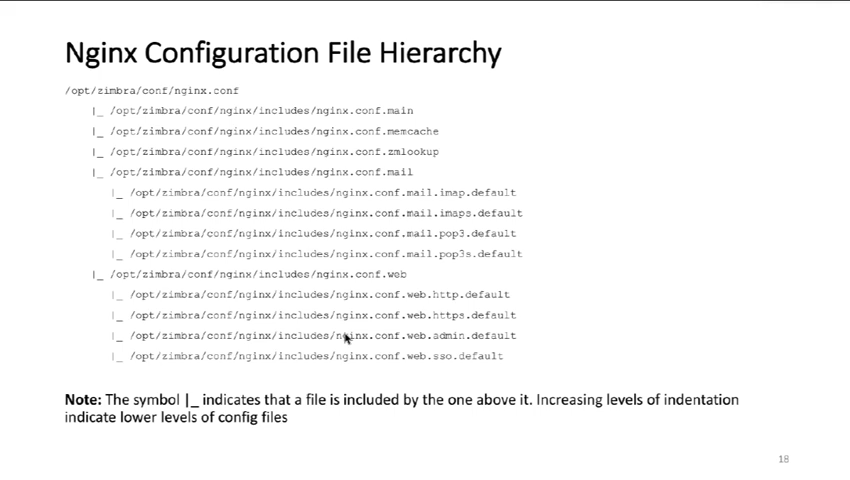 Nginx Configuration File Hierarchy
/opt/zimbra/conf/nginx.conf
|_ /opt/zimbra/conf/nginx/includes/nginx.conf.main
|_ /opt/zimbra/conf/nginx/includes/nginx.conf.memcache
|_ /opt/zimbra/conf/nginx/includes/nginx.conf.zmlookup
|_ /opt/zimbra/conf/nginx/includes/nginx.conf.mail
|_ /opt/zimbra/conf/nginx/includes/nginx.conf.mail.imap.default
|_ /opt/zimbra/conf/nginx/includes/nginx.conf.mail.imaps.default
|_ /opt/zimbra/conf/nginx/includes/nginx.conf.mail.pop3.default
|_ /opt/zimbra/conf/nginx/includes/nginx.conf.mail.pop3s.default
|_ /opt/zimbra/conf/nginx/includes/nginx.conf.web
|_ /opt/zimbra/conf/nginx/includes/nginx.conf.web.http.default
|_ /opt/zimbra/conf/nginx/includes/nginx.conf.web.https.default
|_ /opt/zimbra/conf/nginx/includes/nginx.conf.web.admin.default
|_ /opt/zimbra/conf/nginx/includes/nginx.conf.web.sso.default
Note: The symbol |_ indicates that a file is included by the one above it. Increasing levels of indentation
indicate lower levels of config files
18